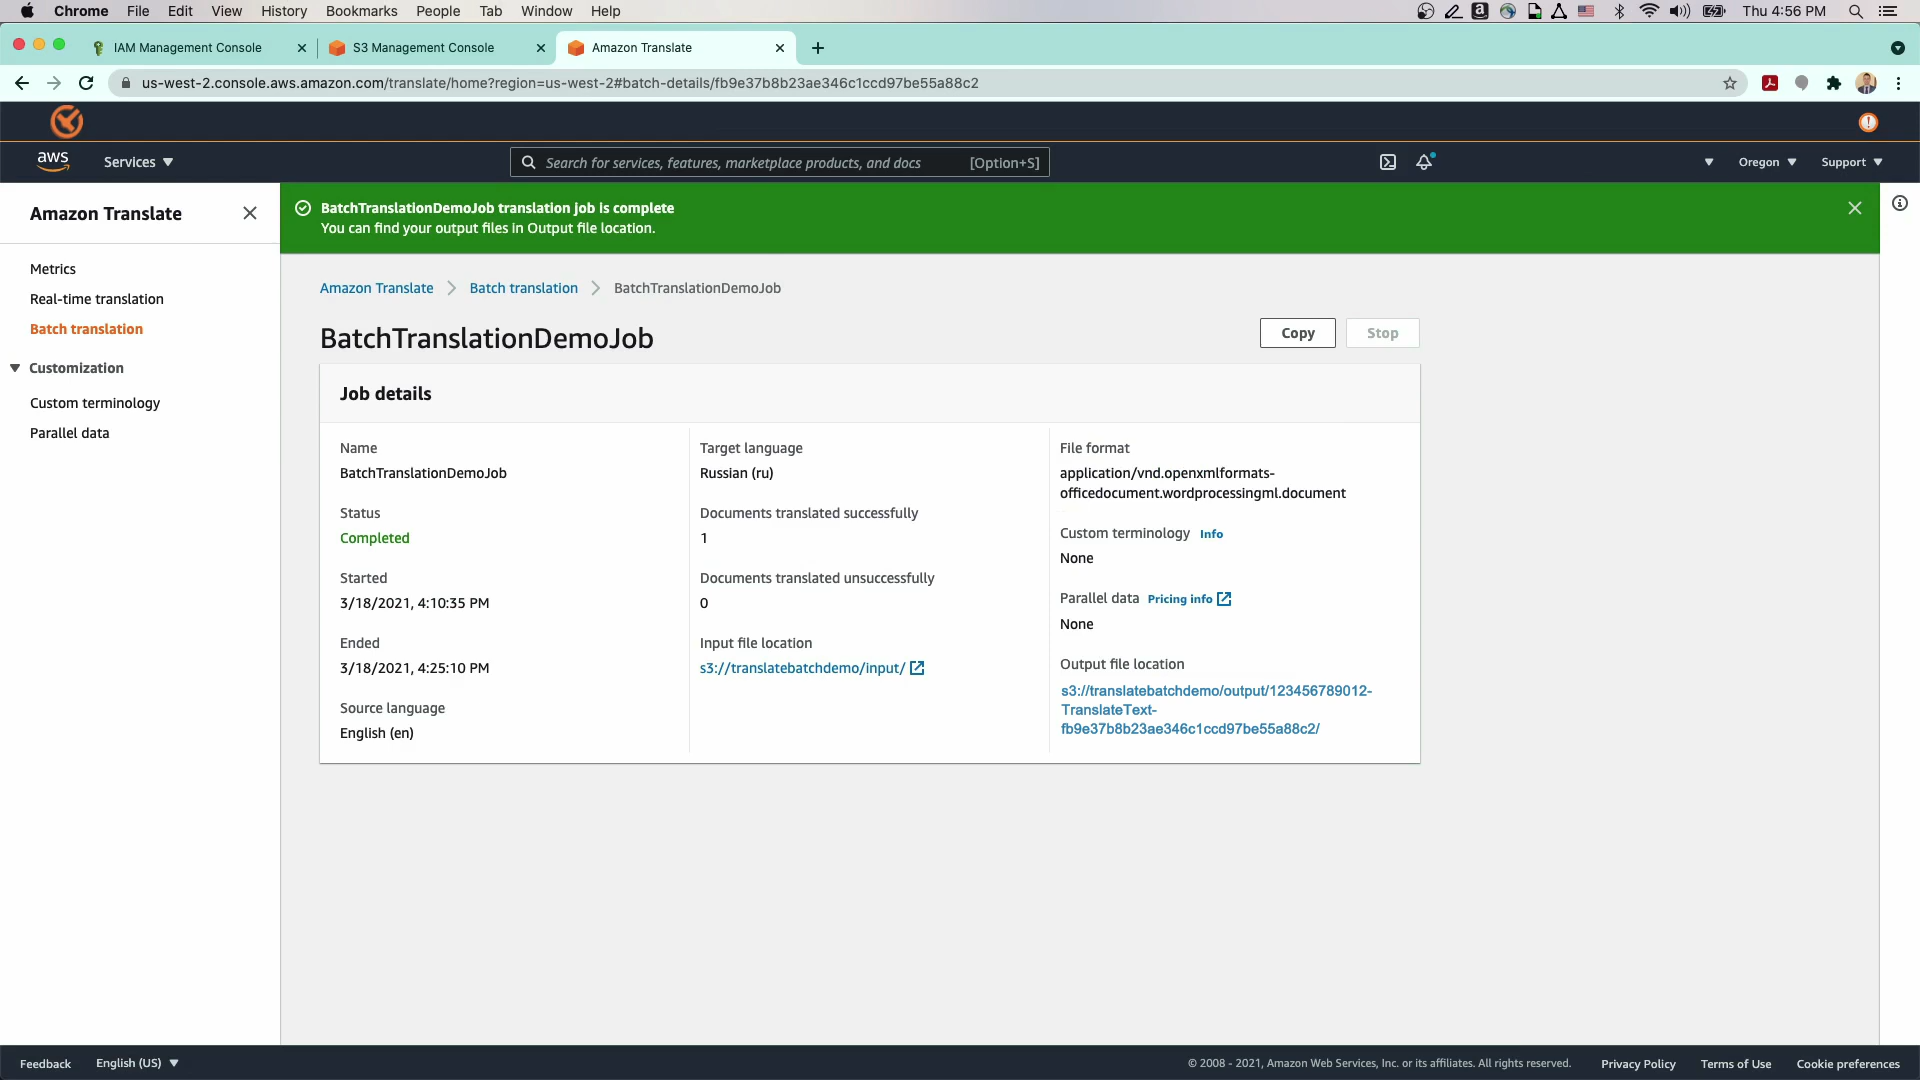 Chrome File Edit View History Bookmarks People Tab Window Help Thu 4:56 PM
IAM Management Console S3 Management Console Amazon Translate
us-west-2.console.aws.amazon.com/translate/home?region=us-west-2#batch-details/fb9e37b8b23ae346c1ccd97be55a88c2
aws Services Search for services, features, marketplace products, and docs [Option+S] Oregon Support
Amazon Translate
Metrics
Real-time translation
Batch translation
Customization
Custom terminology
Parallel data
BatchTranslationDemoJob translation job is complete
You can find your output files in Output file location.
Amazon Translate Batch translation BatchTranslationDemoJob
BatchTranslationDemoJob
Copy Stop
Job details
Name
BatchTranslationDemoJob
Status
Completed
Started
3/18/2021, 4:10:35 PM
Ended
3/18/2021, 4:25:10 PM
Source language
English (en)
Target language
Russian (ru)
Documents translated successfully
1
Documents translated unsuccessfully
0
Input file location
s3://translatebatchdemo/input/
File format
application/vnd.openxmlformats-
officedocument.wordprocessingml.document
Custom terminology Info
None
Parallel data Pricing info
None
Output file location
s3://translatebatchdemo/output/123456789012-
TranslateText-
fb9e37b8b23ae346c1ccd97be55a88c2/
Feedback English (US) © 2008 - 2021, Amazon Web Services, Inc. or its affiliates. All rights reserved. Privacy Policy Terms of Use Cookie preferences